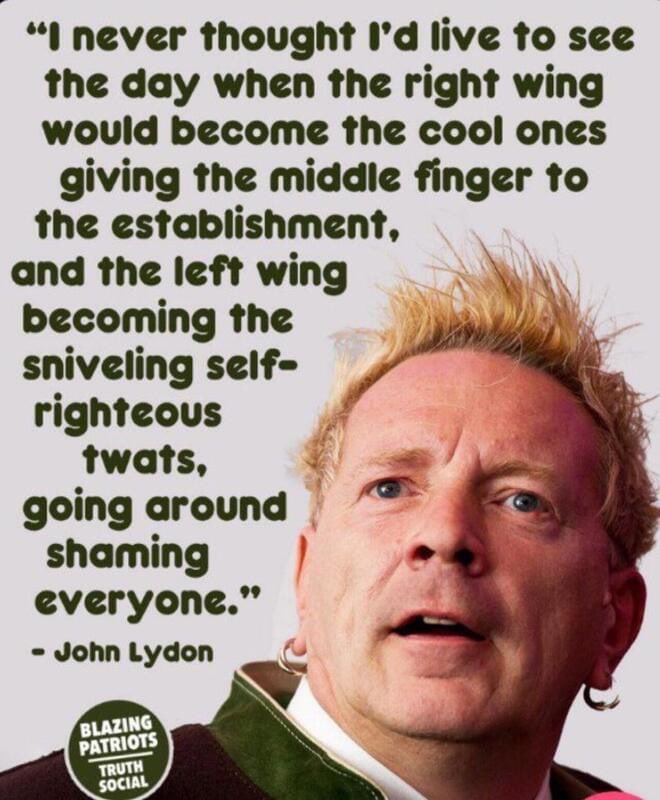 “I never thought I’d live to see
the day when the right wing
would become the cool ones
giving the middle finger to
the establishment,
and the left wing
becoming the
sniveling self-
righteous
twats,
going around
shaming
everyone.”
- John Lydon
BLAZING
PATRIOTS
TRUTH
SOCIAL